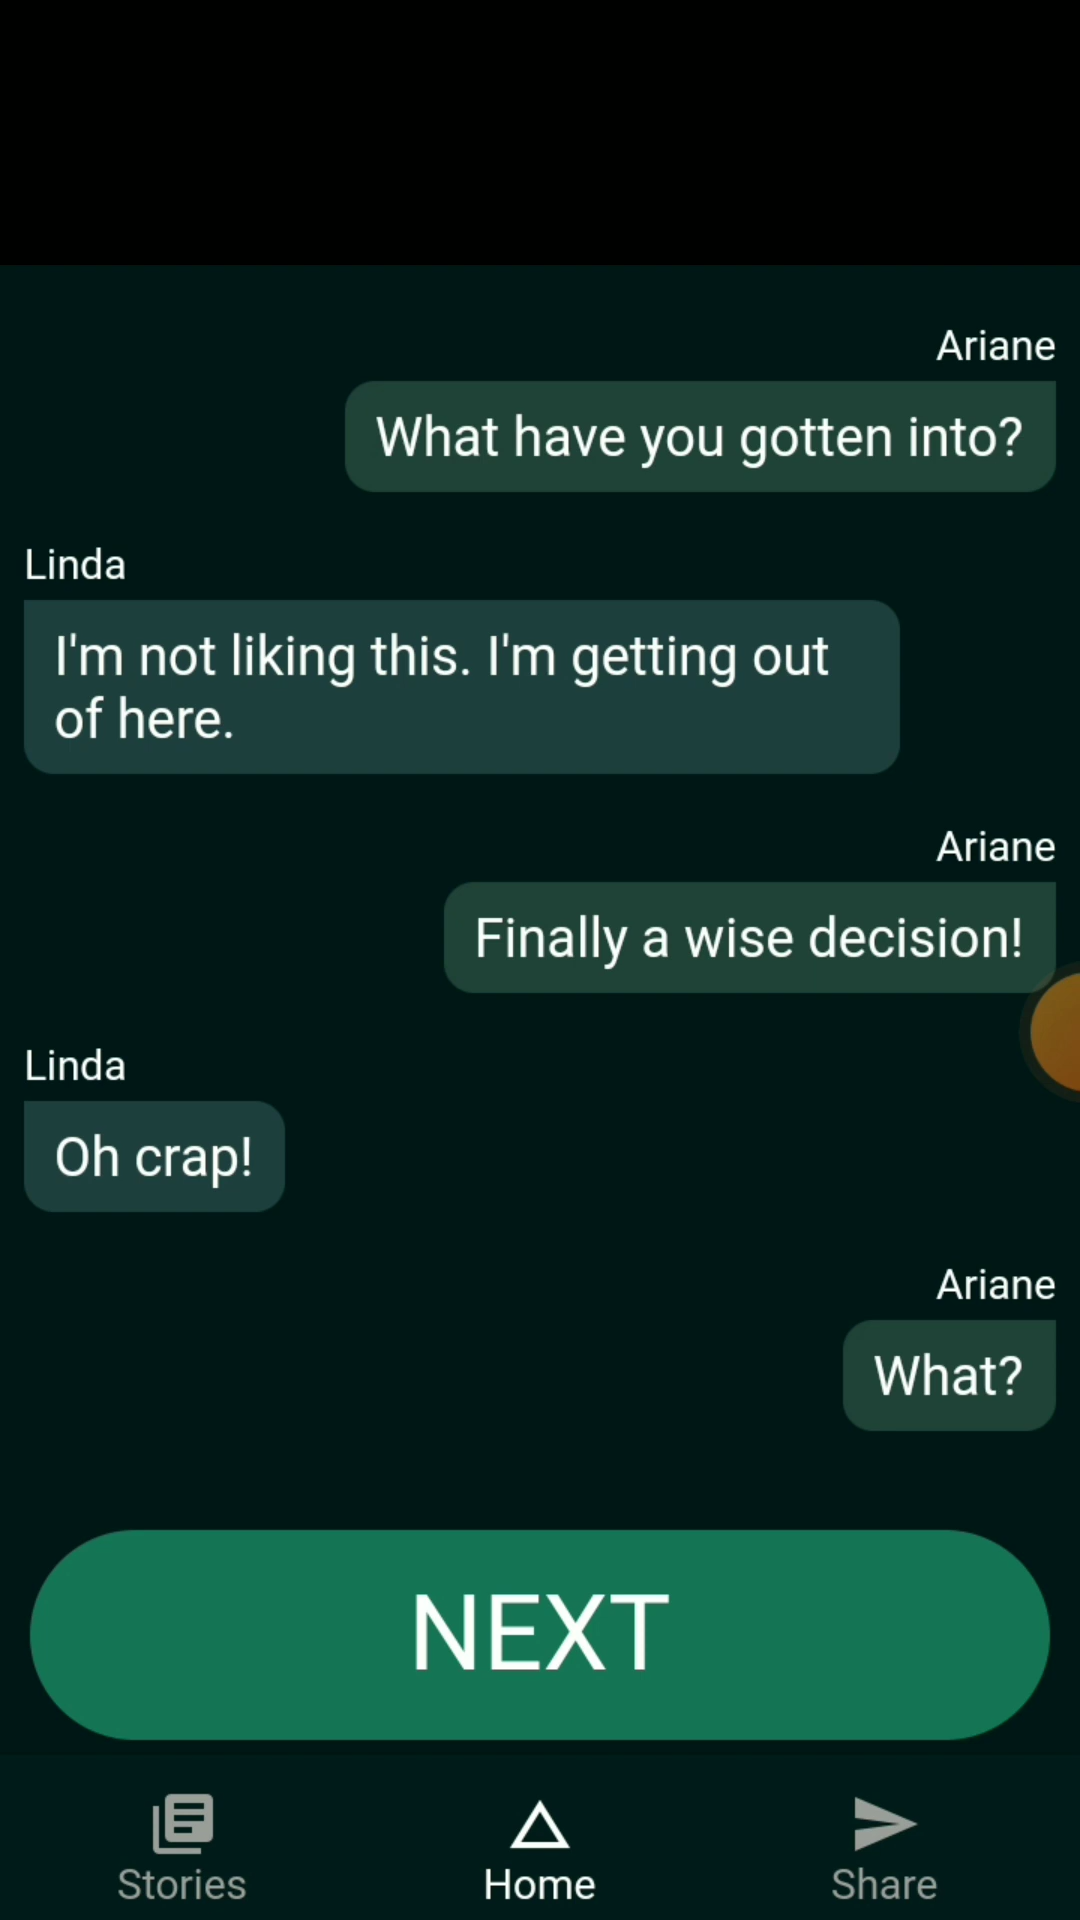 Ariane
What have you gotten into?
Linda
I'm not liking this. I'm getting out
of here.
Ariane
Finally a wise decision!
Linda
Oh crap!
Ariane
What?
NEXT
Stories
Home
Share